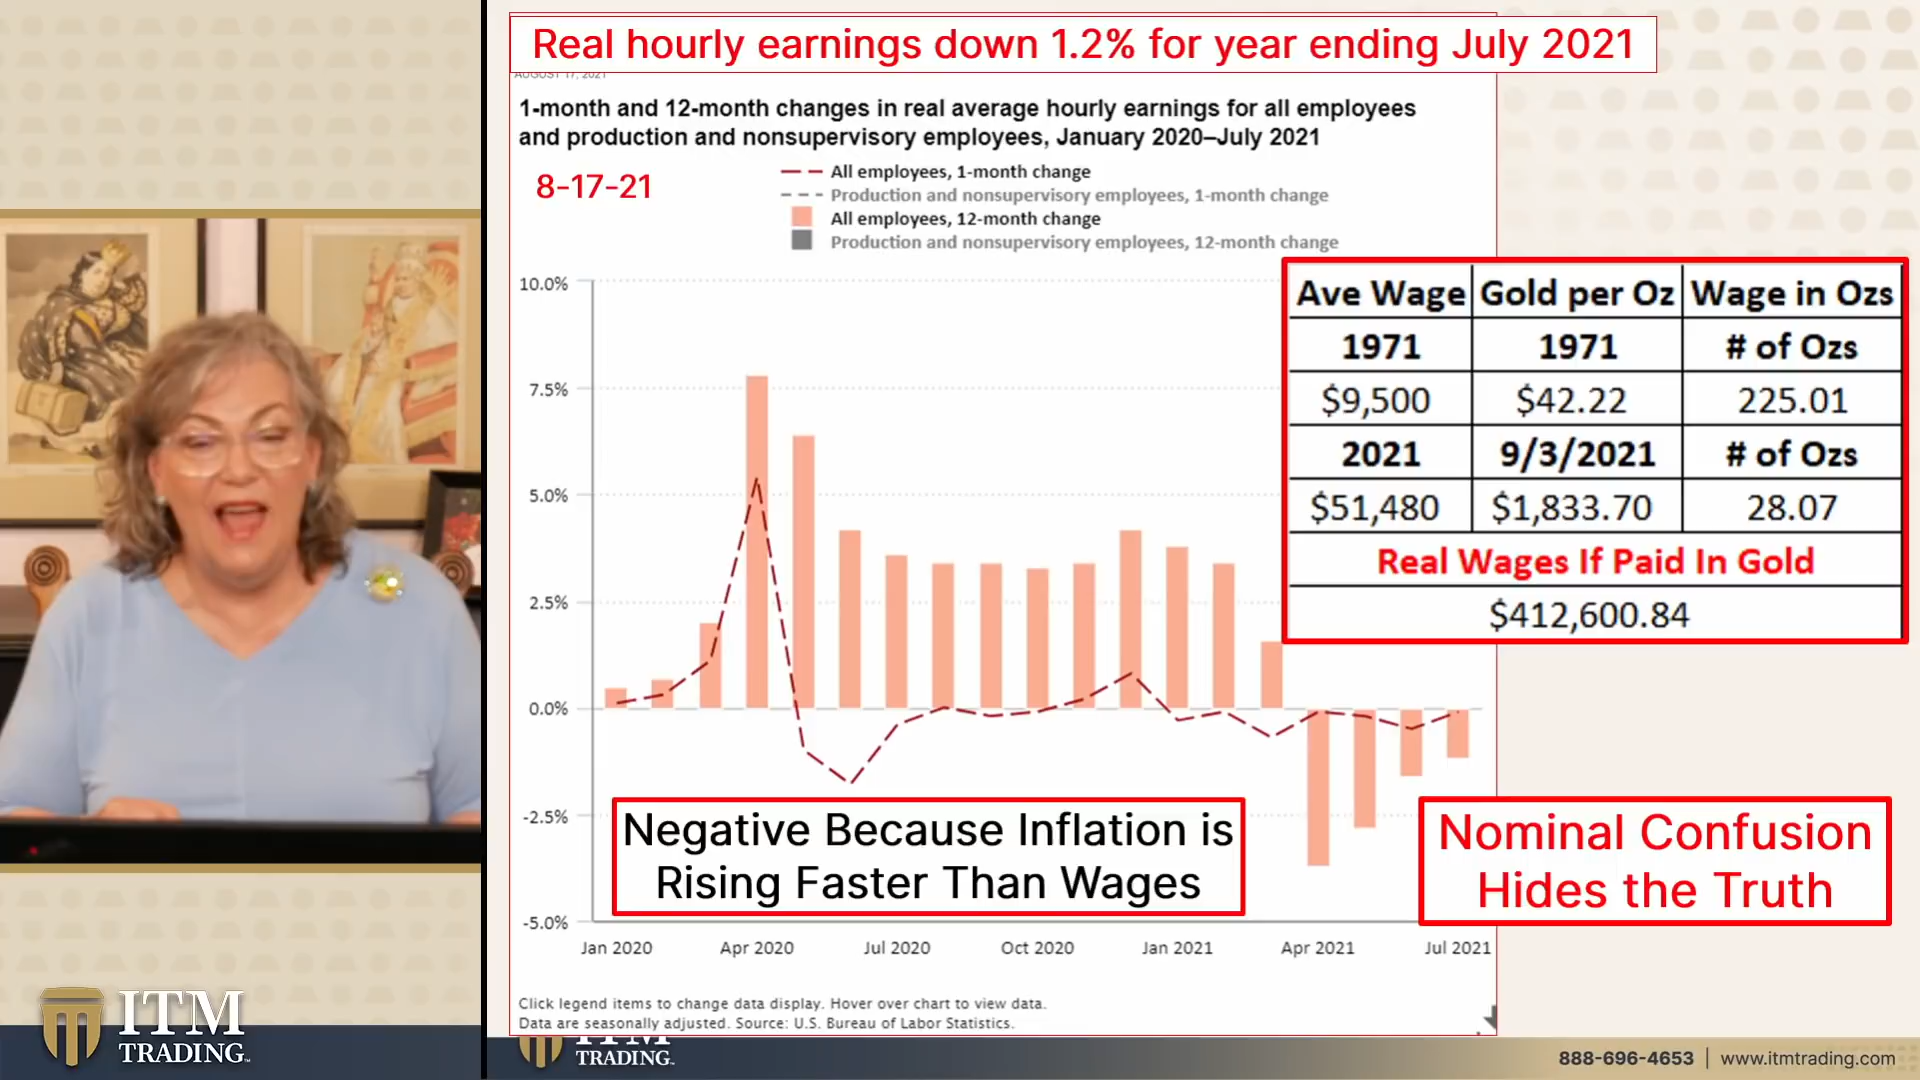 Real hourly earnings down 1.2% for year ending July 2021
AUGUST 17, 2021
1-month and 12-month changes in real average hourly earnings for all employees
and production and nonsupervisory employees, January 2020–July 2021
8-17-21
All employees, 1-month change
Production and nonsupervisory employees, 1-month change
All employees, 12-month change
Production and nonsupervisory employees, 12-month change
10.0%
7.5%
5.0%
2.5%
0.0%
-2.5%
-5.0%
Jan 2020 Apr 2020 Jul 2020 Oct 2020 Jan 2021 Apr 2021 Jul 2021
Ave Wage Gold per Oz Wage in Ozs
1971 1971 # of Ozs
$9,500 $42.22 225.01
2021 9/3/2021 # of Ozs
$51,480 $1,833.70 28.07
Real Wages If Paid In Gold
$412,600.84
Negative Because Inflation is
Rising Faster Than Wages
Nominal Confusion
Hides the Truth
Click legend items to change data display. Hover over chart to view data.
Data are seasonally adjusted. Source: U.S. Bureau of Labor Statistics.
ITM
TRADING
ITM
TRADING
888-696-4653 | www.itmtrading.com